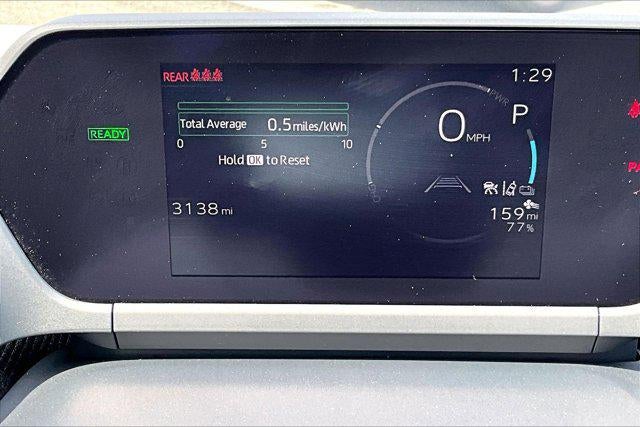 REAR
1:29
PWR
READY
Total Average 0.5 miles/kWh
0 5 10
Hold OK to Reset
0 MPH
P
3138 mi
159 mi
77%